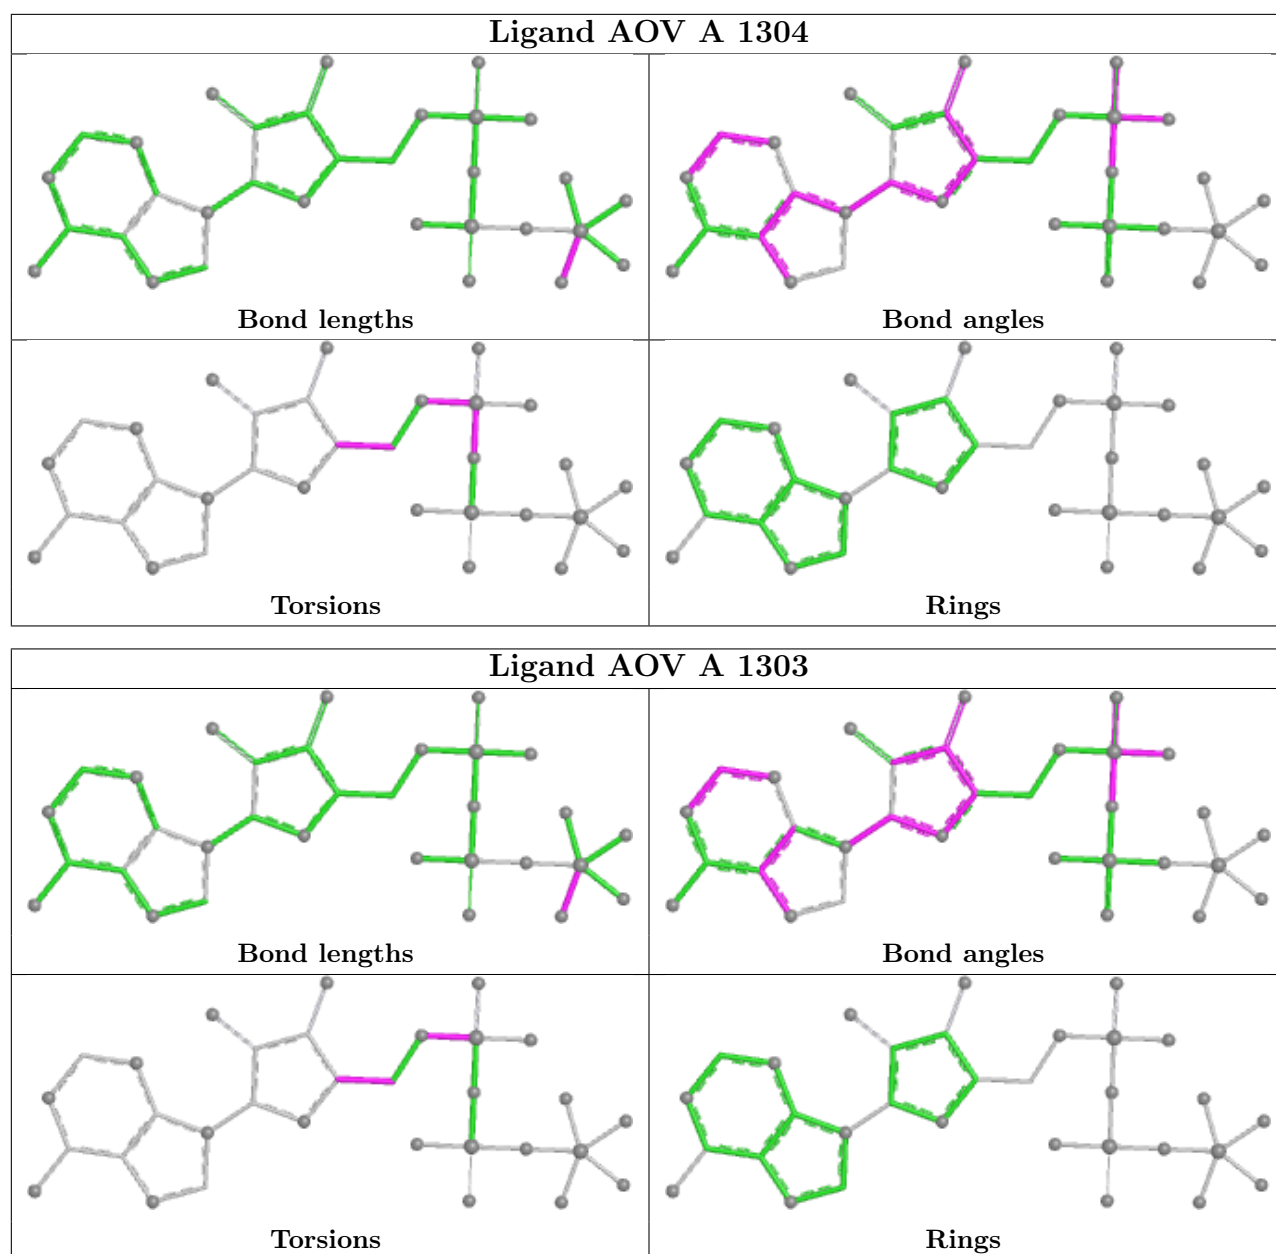 Ligand AOV A 1304
Bond lengths
Bond angles
Torsions
Rings
Ligand AOV A 1303
Bond lengths
Bond angles
Torsions
Rings